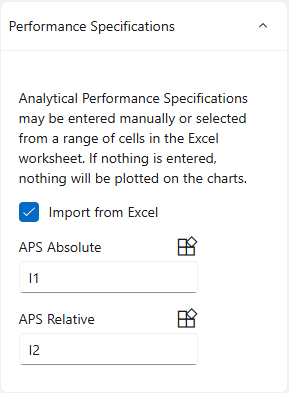 Performance Specifications
Analytical Performance Specifications
may be entered manually or selected
from a range of cells in the Excel
worksheet. If nothing is entered,
nothing will be plotted on the charts.
Import from Excel
APS Absolute
I1
APS Relative
I2